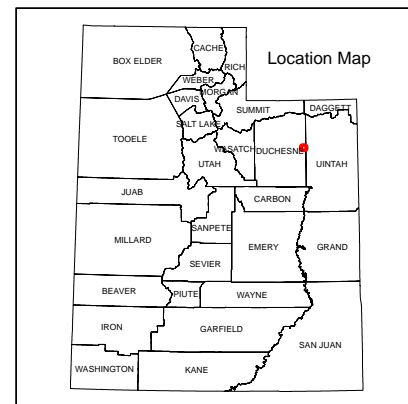 Location Map
BOX ELDER
CACHE
RICH
WEBER
MORGAN
DAVIS
SUMMIT
DAGGETT
SALT LAKE
TOOELE
WASATCH
DUCHESNE
UTAH
UINTAH
JUAB
CARBON
SANPETE
MILLARD
EMERY
GRAND
SEVIER
BEAVER
PIUTE
WAYNE
IRON
GARFIELD
SAN JUAN
WASHINGTON
KANE